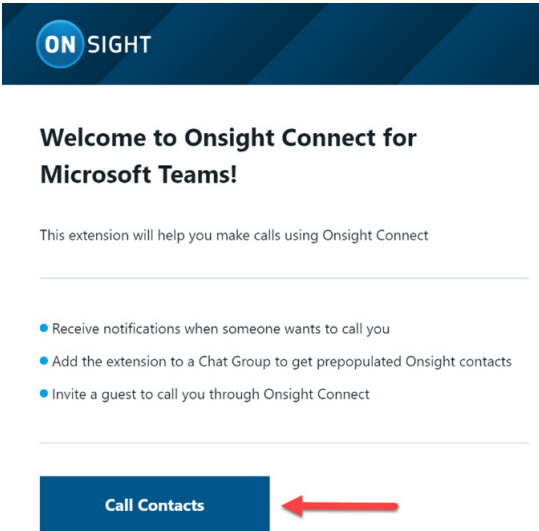 ON SIGHT
Welcome to Onsight Connect for
Microsoft Teams!
This extension will help you make calls using Onsight Connect
Receive notifications when someone wants to call you
Add the extension to a Chat Group to get prepopulated Onsight contacts
Invite a guest to call you through Onsight Connect
Call Contacts